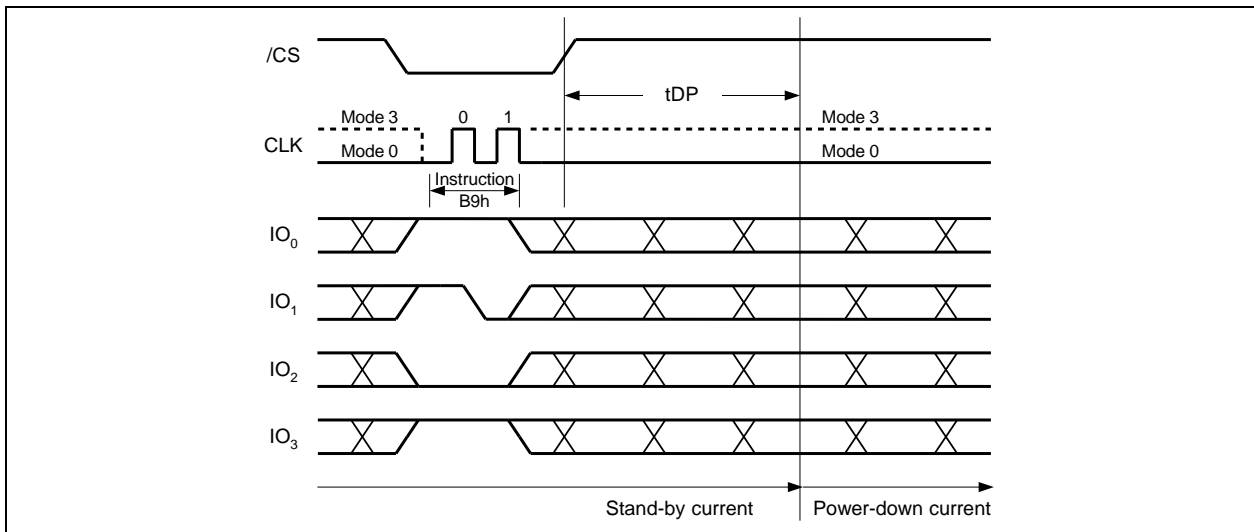 /CS
tDP
Mode 3 0 1 Mode 3
CLK
Mode 0 Mode 0
Instruction
B9h
IO0
IO1
IO2
IO3
Stand-by current Power-down current